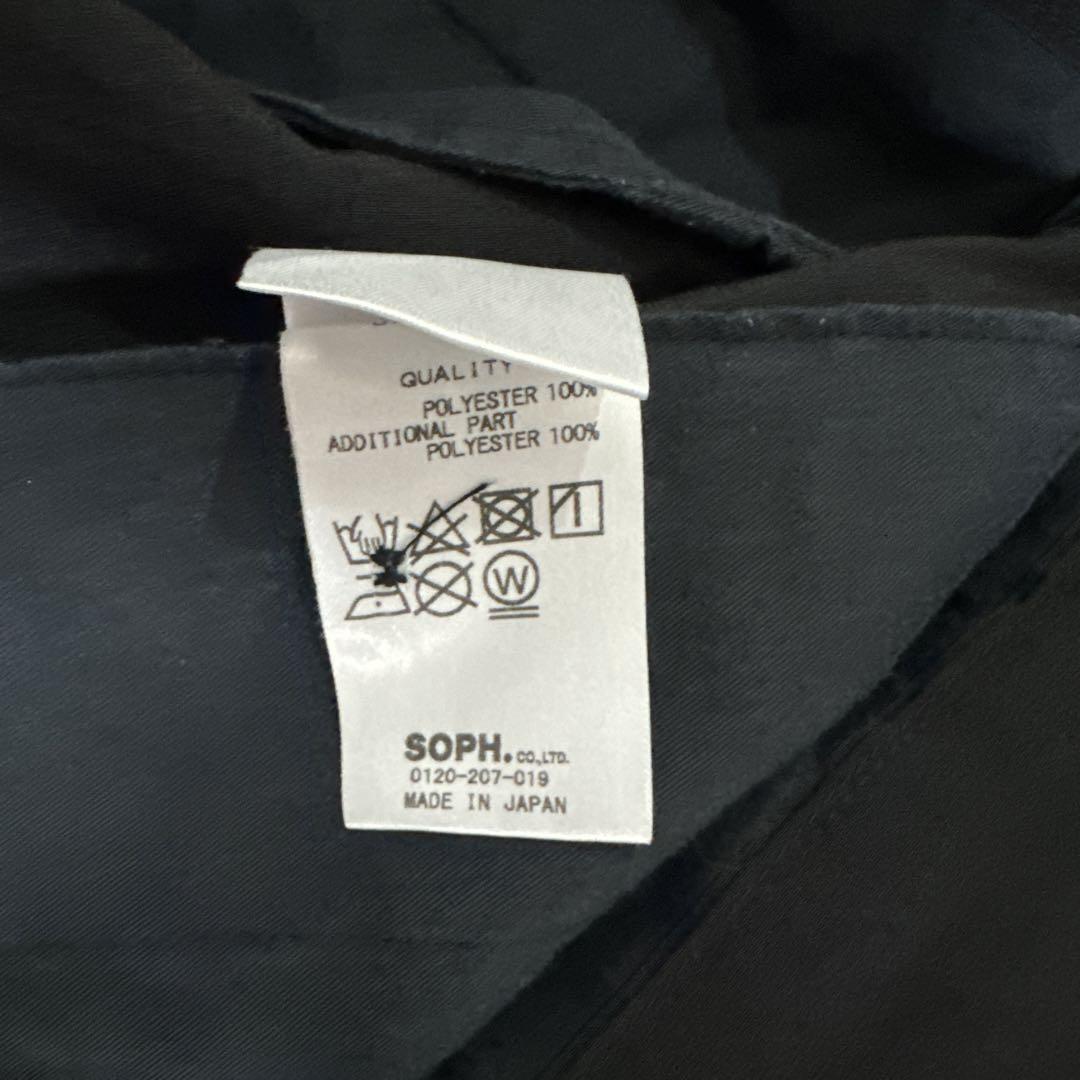 QUALITY
POLYESTER 100%
ADDITIONAL PART
POLYESTER 100%
W
SOPH. CO.,LTD.
0120-207-019
MADE IN JAPAN